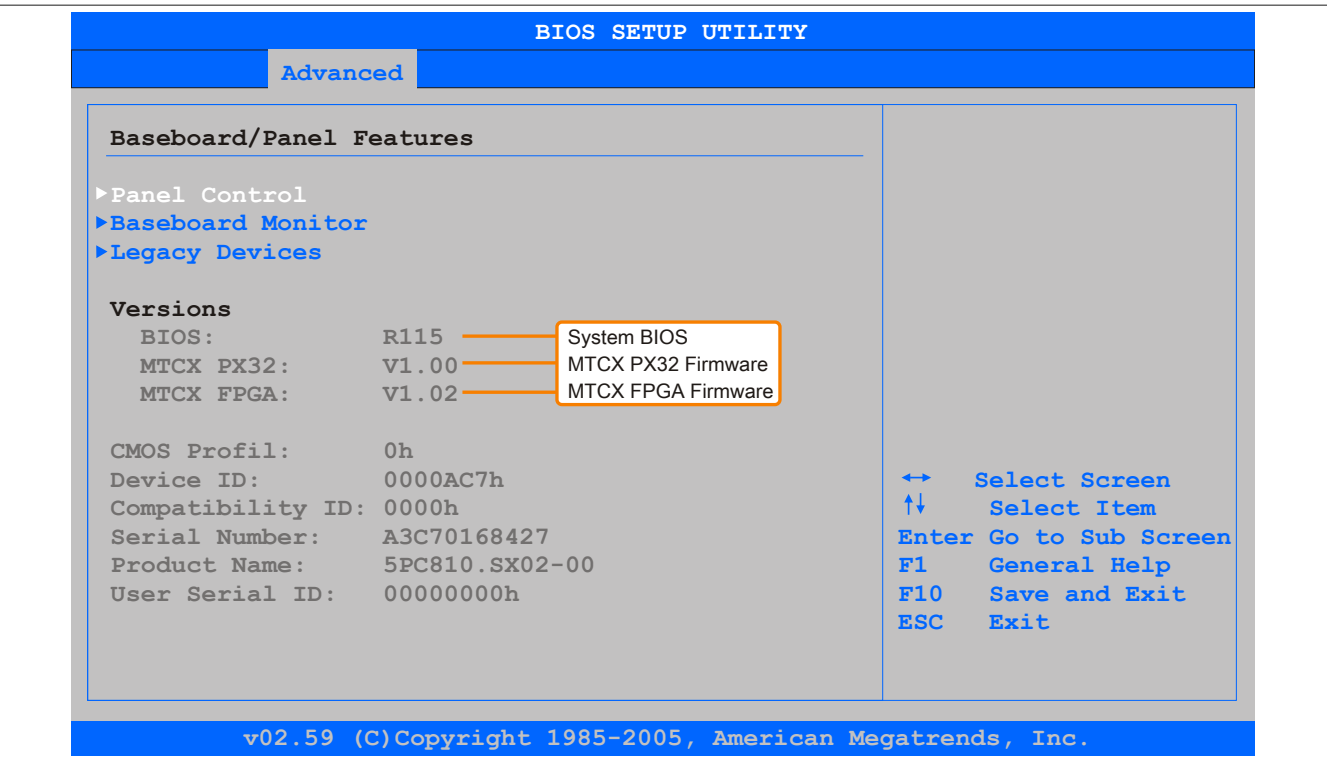 BIOS SETUP UTILITY
Advanced
Baseboard/Panel Features
Panel Control
Baseboard Monitor
Legacy Devices
Versions
BIOS: R115 System BIOS
MTCX PX32: V1.00 MTCX PX32 Firmware
MTCX FPGA: V1.02 MTCX FPGA Firmware
CMOS Profil: 0h
Device ID: 0000AC7h
Compatibility ID: 0000h
Serial Number: A3C70168427
Product Name: 5PC810.SX02-00
User Serial ID: 00000000h
↔ Select Screen
↑↓ Select Item
Enter Go to Sub Screen
F1 General Help
F10 Save and Exit
ESC Exit
v02.59 (C)Copyright 1985-2005, American Megatrends, Inc.